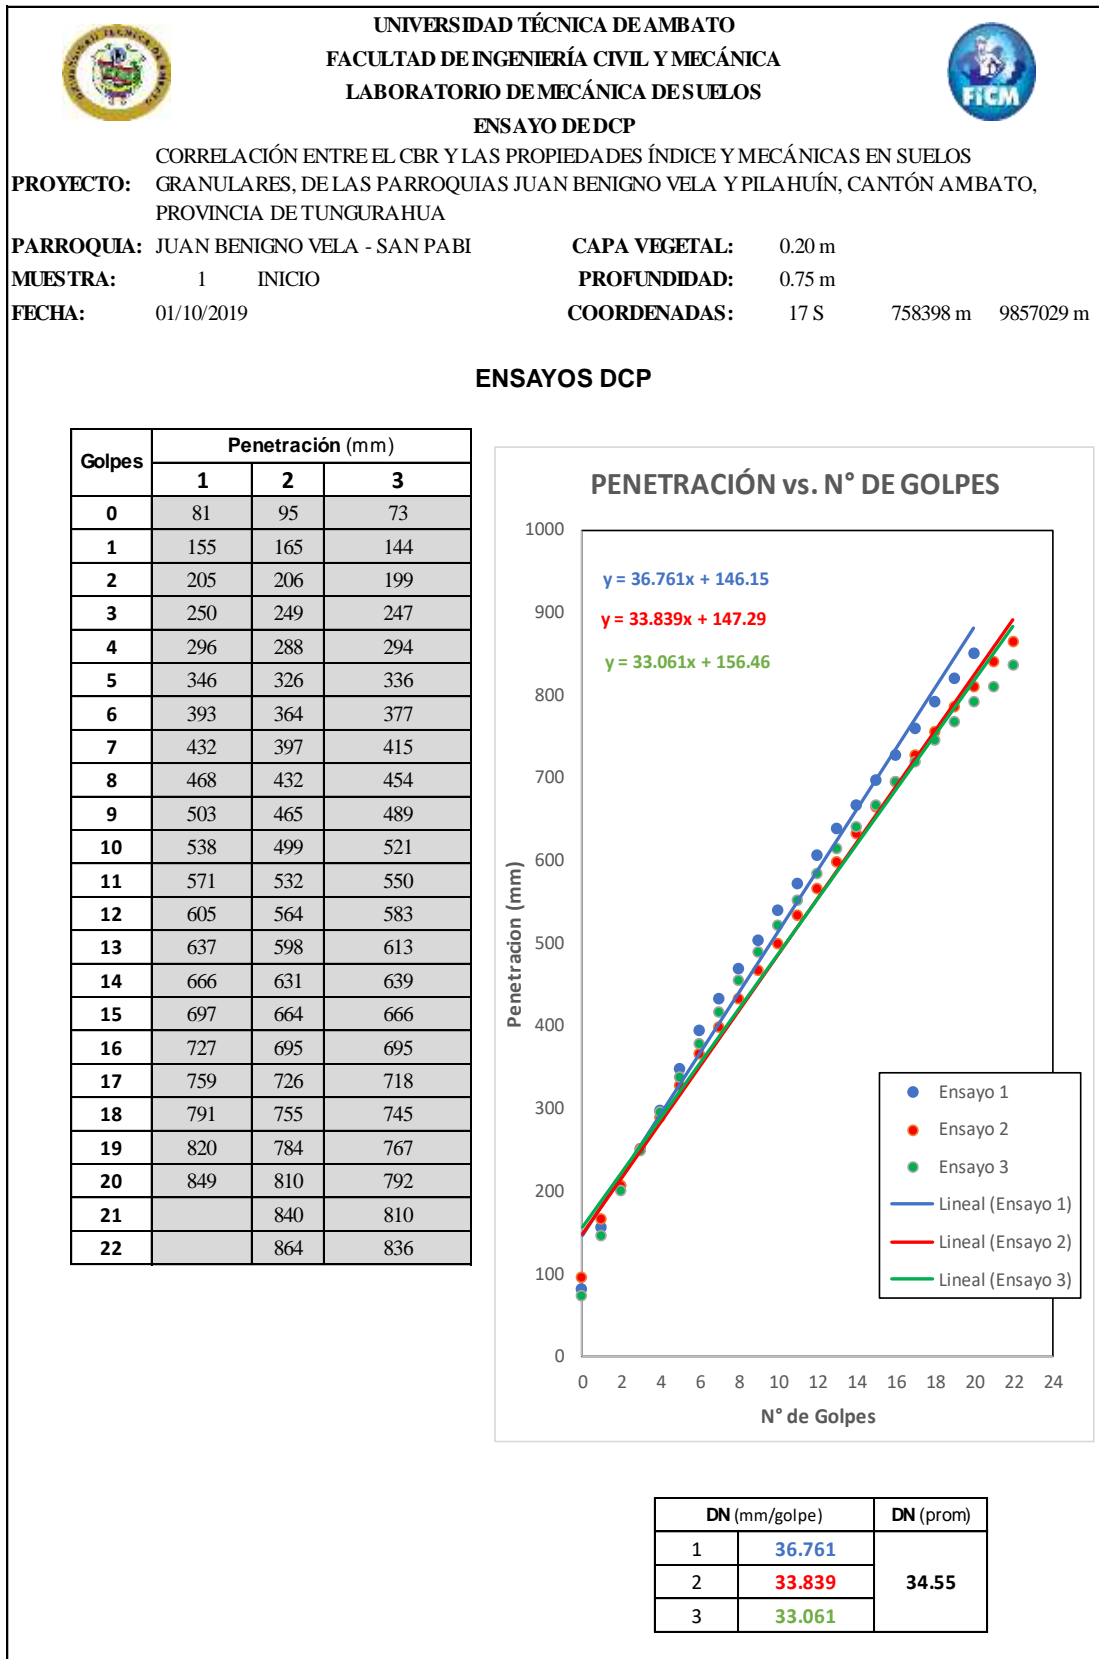 UNIVERSIDAD TÉCNICA DE AMBATO
FACULTAD DE INGENIERÍA CIVIL Y MECÁNICA
LABORATORIO DE MECÁNICA DE SUELOS
ENSAYO DE DCP
FICM
PROYECTO: CORRELACIÓN ENTRE EL CBR Y LAS PROPIEDADES ÍNDICE Y MECÁNICAS EN SUELOS
GRANULARES, DE LAS PARROQUIAS JUAN BENIGNO VELA Y PILAHUÍN, CANTÓN AMBATO,
PROVINCIA DE TUNGURAHUA
PARROQUIA: JUAN BENIGNO VELA - SAN PABI CAPA VEGETAL: 0.20 m
MUESTRA: 1 INICIO PROFUNDIDAD: 0.75 m
FECHA: 01/10/2019 COORDENADAS: 17 S 758398 m 9857029 m
ENSAYOS DCP
Golpes Penetración (mm)
1 2 3
0 81 95 73
1 155 165 144
2 205 206 199
3 250 249 247
4 296 288 294
5 346 326 336
6 393 364 377
7 432 397 415
8 468 432 454
9 503 465 489
10 538 499 521
11 571 532 550
12 605 564 583
13 637 598 613
14 666 631 639
15 697 664 666
16 727 695 695
17 759 726 718
18 791 755 745
19 820 784 767
20 849 810 792
21 840 810
22 864 836
PENETRACIÓN vs. N° DE GOLPES
y = 36.761x + 146.15
y = 33.839x + 147.29
y = 33.061x + 156.46
Penetracion (mm)
1000
900
800
700
600
500
400
300
200
100
0
0 2 4 6 8 10 12 14 16 18 20 22 24
N° de Golpes
Ensayo 1
Ensayo 2
Ensayo 3
Lineal (Ensayo 1)
Lineal (Ensayo 2)
Lineal (Ensayo 3)
DN (mm/golpe) DN (prom)
1 36.761
2 33.839 34.55
3 33.061